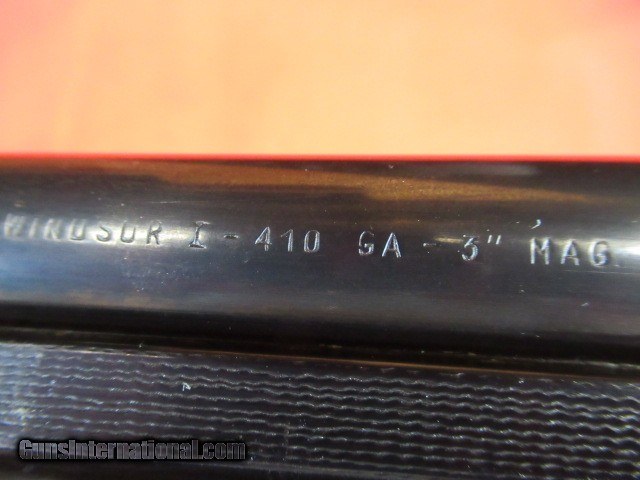 WINDSOR I - 410 GA - 3" MAG
GunsInternational.com